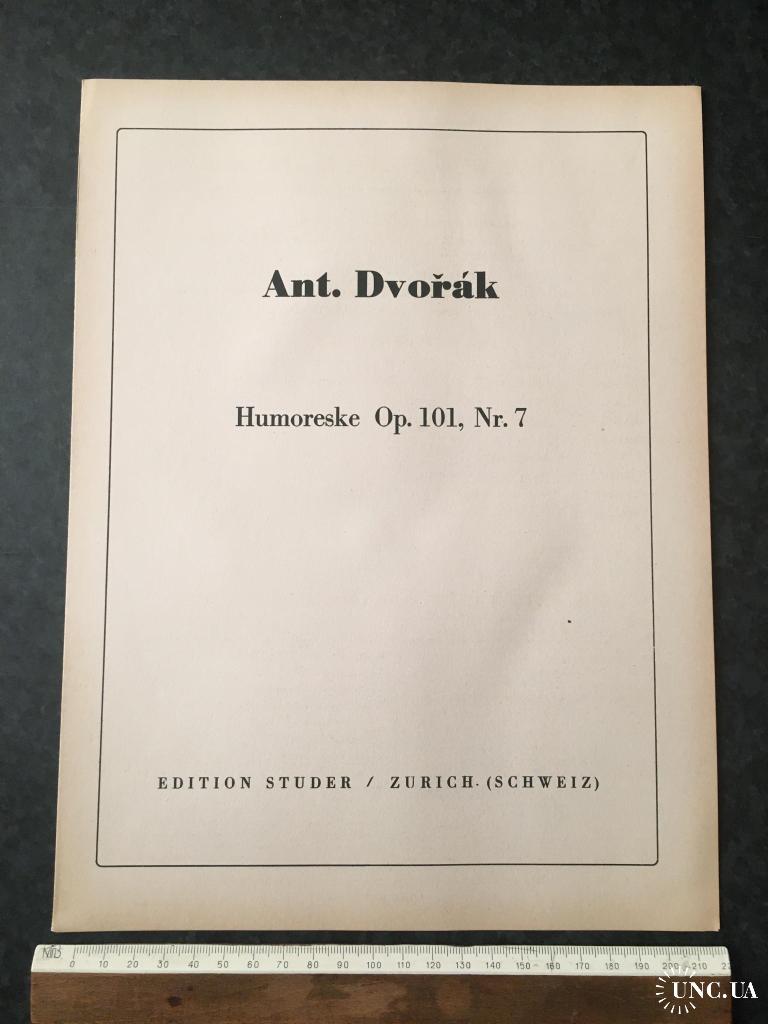 Ant. Dvořák
Humoreske Op. 101, Nr. 7
EDITION STUDER / ZURICH. (SCHWEIZ)
0 10 20 30 40 50 60 70 80 90 100 110 120 130 140 150 160 170 180 190 200 210
UNC.UA